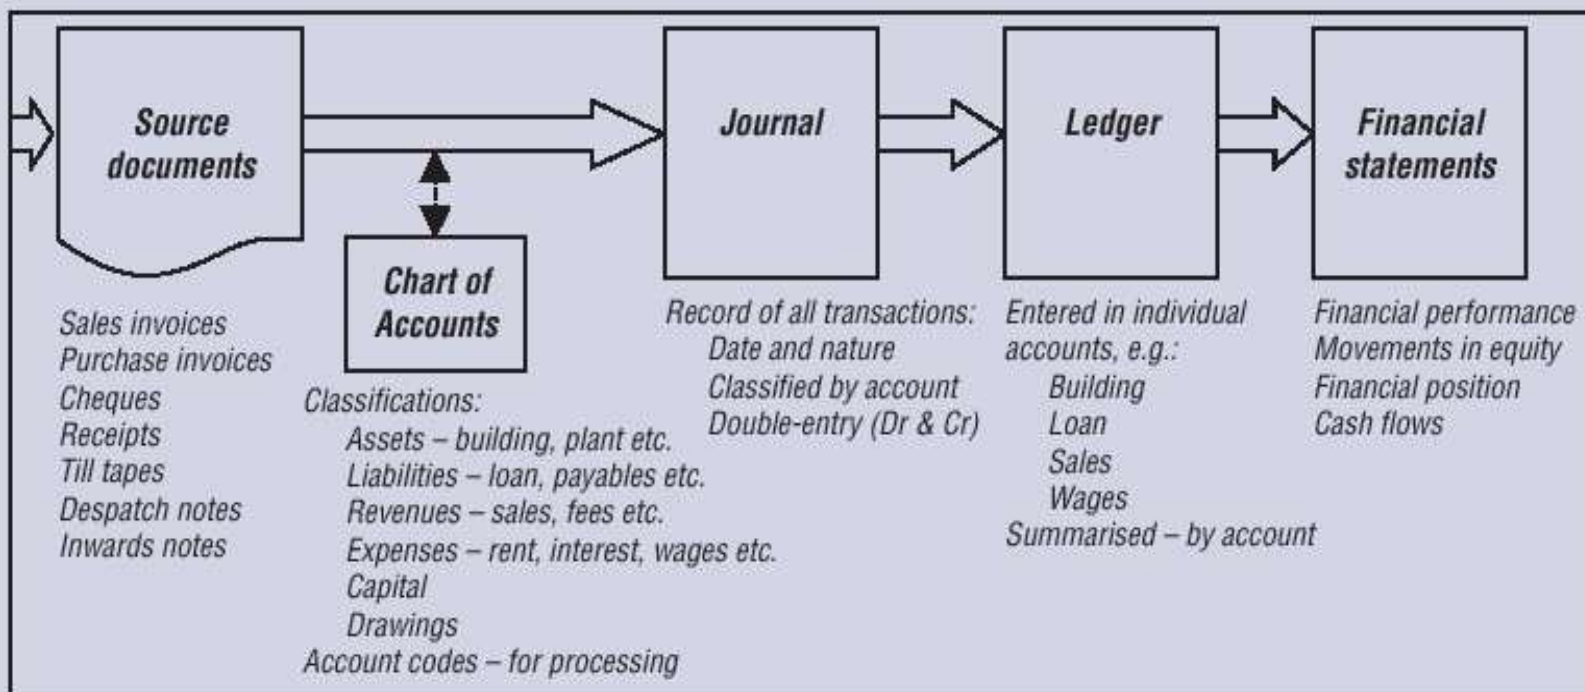 Source
documents
Journal
Ledger
Financial
statements
Chart of
Accounts
Sales invoices
Purchase invoices
Cheques
Receipts
Till tapes
Despatch notes
Inwards notes
Classifications:
Assets – building, plant etc.
Liabilities – loan, payables etc.
Revenues – sales, fees etc.
Expenses – rent, interest, wages etc.
Capital
Drawings
Account codes – for processing
Record of all transactions:
Date and nature
Classified by account
Double-entry (Dr & Cr)
Entered in individual
accounts, e.g.:
Building
Loan
Sales
Wages
Summarised – by account
Financial performance
Movements in equity
Financial position
Cash flows